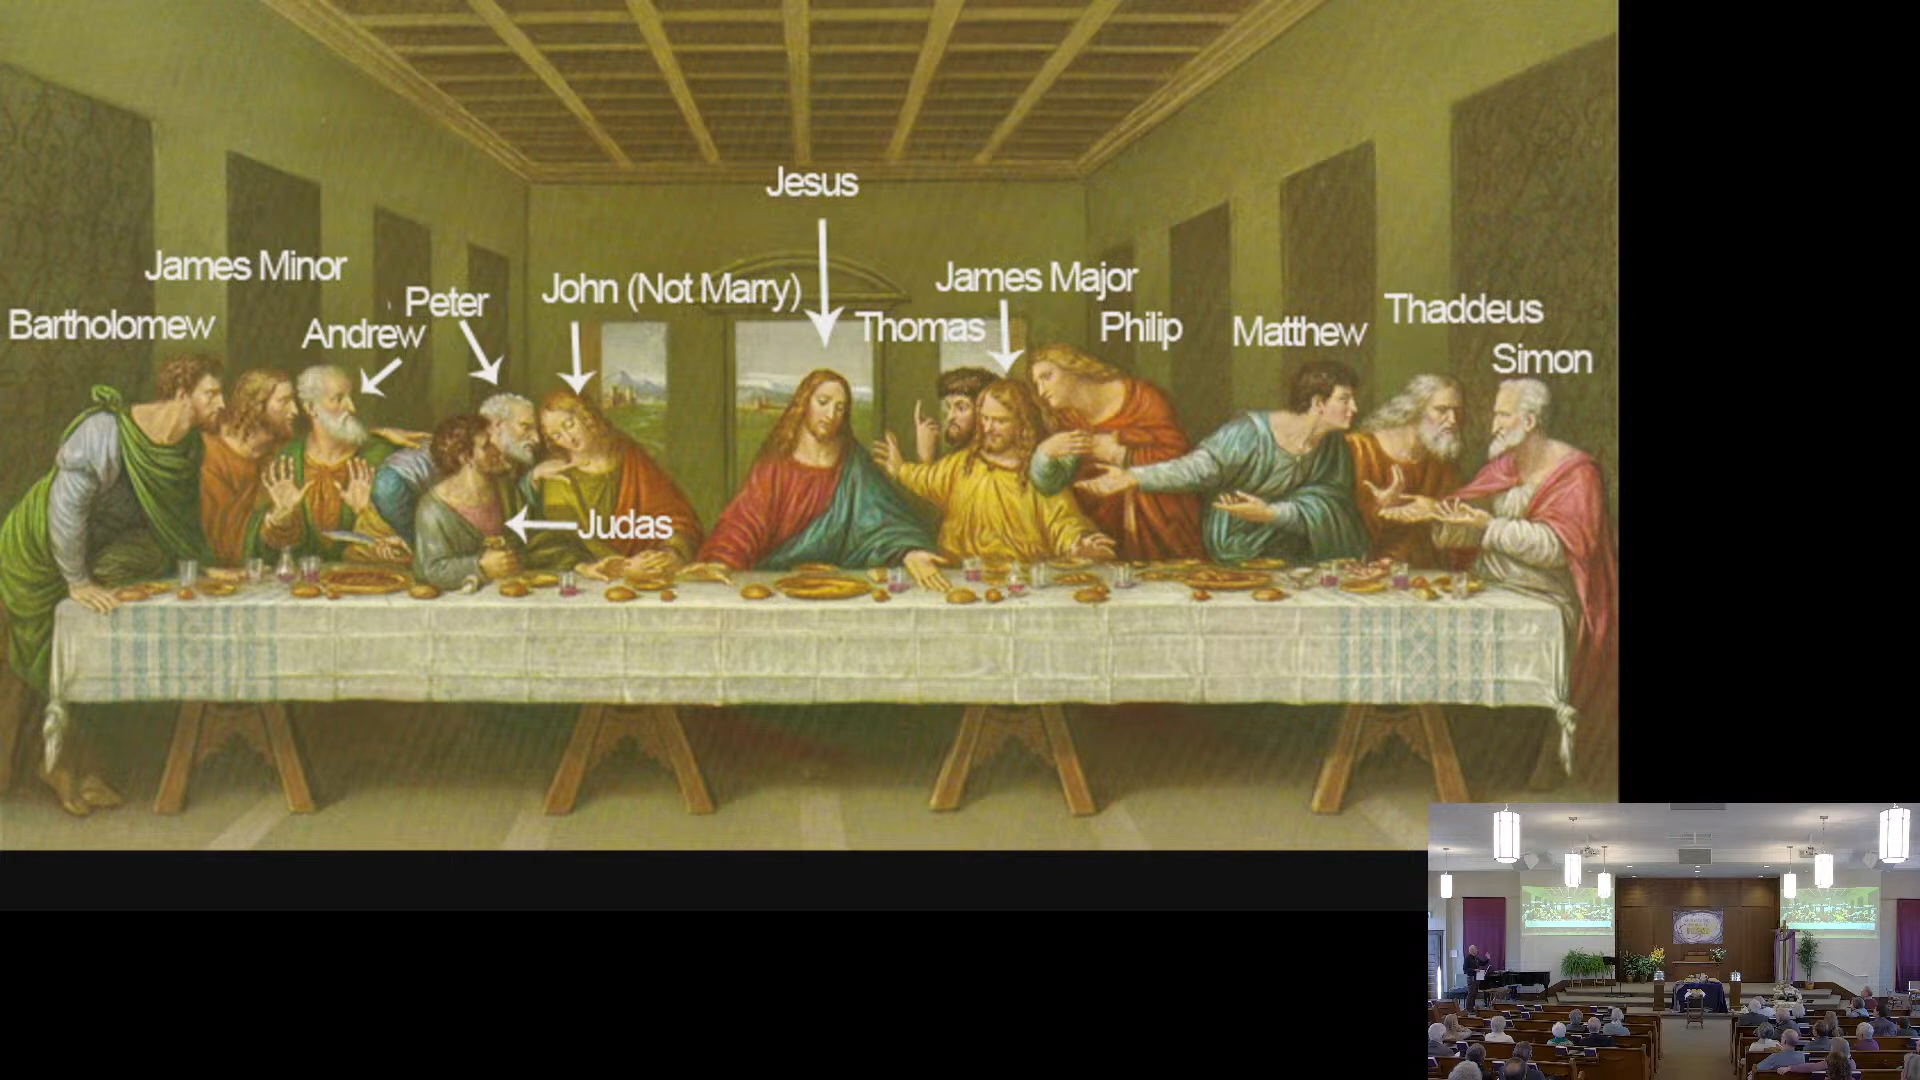 Jesus
James Minor
Peter
John (Not Marry)
James Major
Bartholomew
Andrew
Thomas
Philip
Matthew
Thaddeus
Simon
Judas